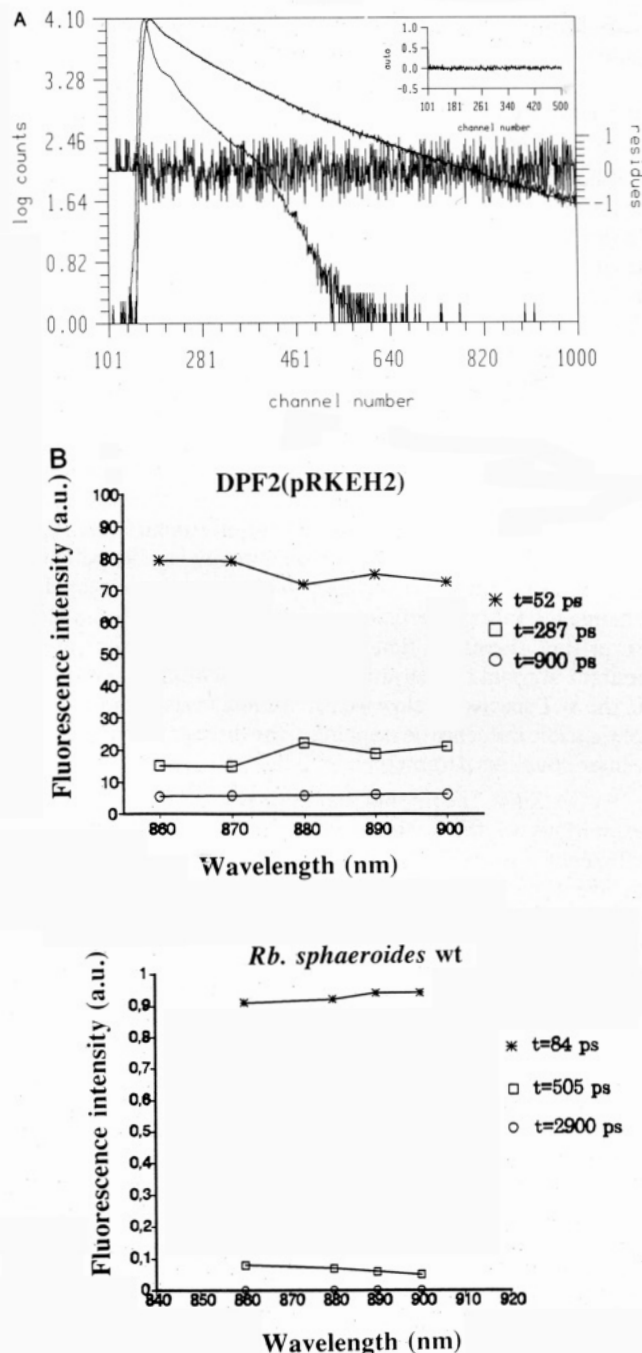 A
4.10
3.28
2.46
1.64
0.82
0.00
log counts
101 281 461 640 820 1000
channel number
1
0
-1
residues
1.0
0.5
0.0
-0.5
auto
101 181 261 340 420 500
channel number
B
DPF2(pRKEH2)
100
90
80
70
60
50
40
30
20
10
0
Fluorescence intensity (a.u.)
860 870 880 890 900
Wavelength (nm)
t=52 ps
t=287 ps
t=900 ps
Rb. sphaeroides wt
1
0,9
0,8
0,7
0,6
0,5
0,4
0,3
0,2
0,1
0
Fluorescence intensity (a.u.)
840 850 860 870 880 890 900 910 920
Wavelength (nm)
t=84 ps
t=505 ps
t=2900 ps